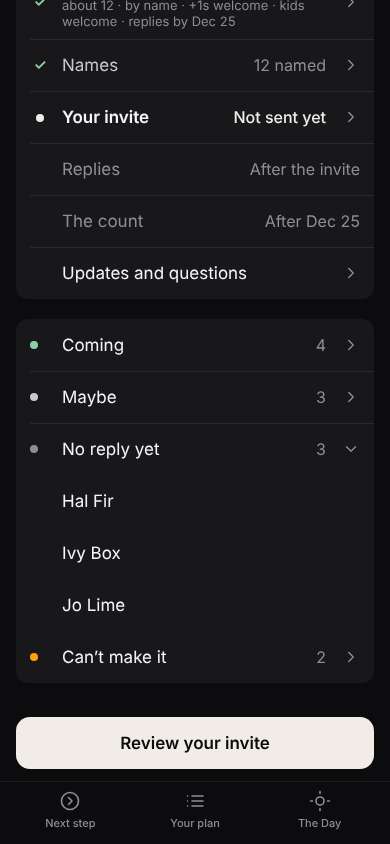 about 12 · by name · +1s welcome · kids
welcome · replies by Dec 25
Names 12 named
Your invite Not sent yet
Replies After the invite
The count After Dec 25
Updates and questions
Coming 4
Maybe 3
No reply yet 3
Hal Fir
Ivy Box
Jo Lime
Can’t make it 2
Review your invite
Next step Your plan The Day